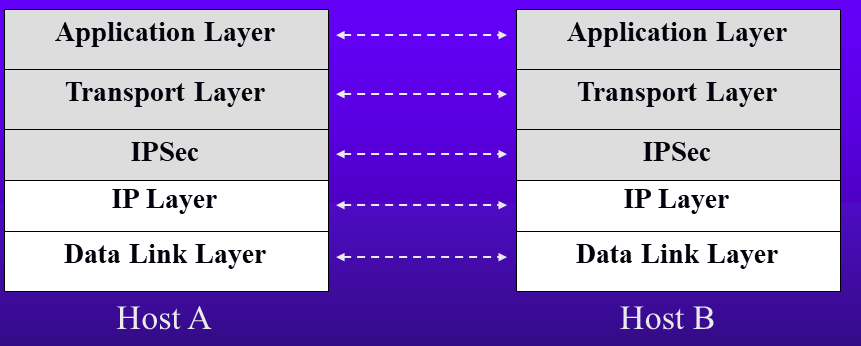 Application Layer
Application Layer
Transport Layer
Transport Layer
IPSec
IPSec
IP Layer
IP Layer
Data Link Layer
Data Link Layer
Host A
Host B